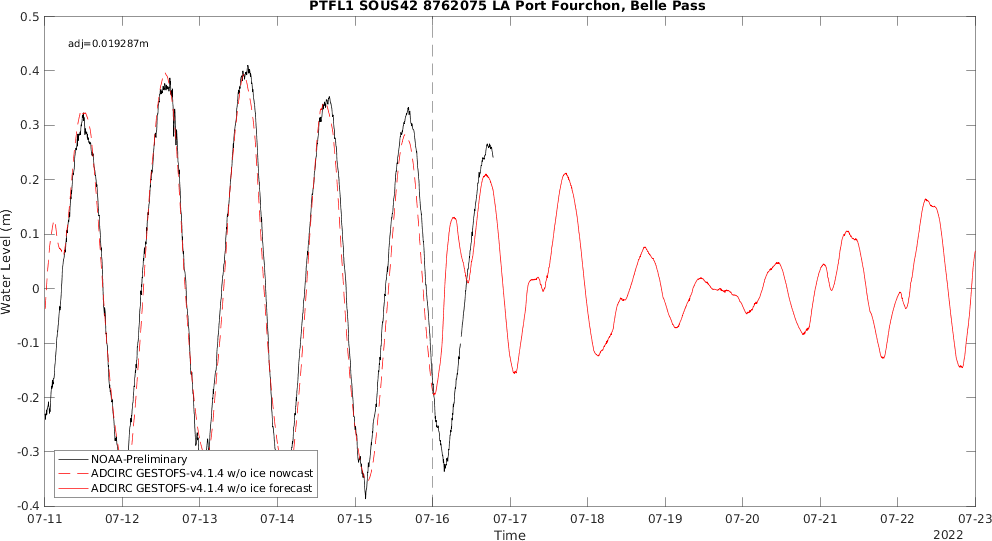 PTFL1 SOUS42 8762075 LA Port Fourchon, Belle Pass
0.5
0.4
0.3
0.2
0.1
0
-0.1
-0.2
-0.3
-0.4
Water Level (m)
adj=0.019287m
NOAA-Preliminary
ADCIRC GESTOFS-v4.1.4 w/o ice nowcast
ADCIRC GESTOFS-v4.1.4 w/o ice forecast
07-11 07-12 07-13 07-14 07-15 07-16 07-17 07-18 07-19 07-20 07-21 07-22 07-23
Time
2022